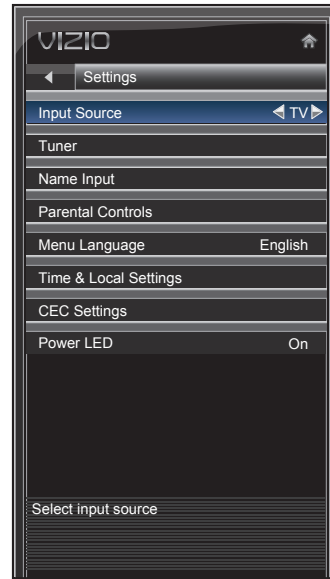 VIZIO
Settings
Input Source TV
Tuner
Name Input
Parental Controls
Menu Language English
Time & Local Settings
CEC Settings
Power LED On
Select input source